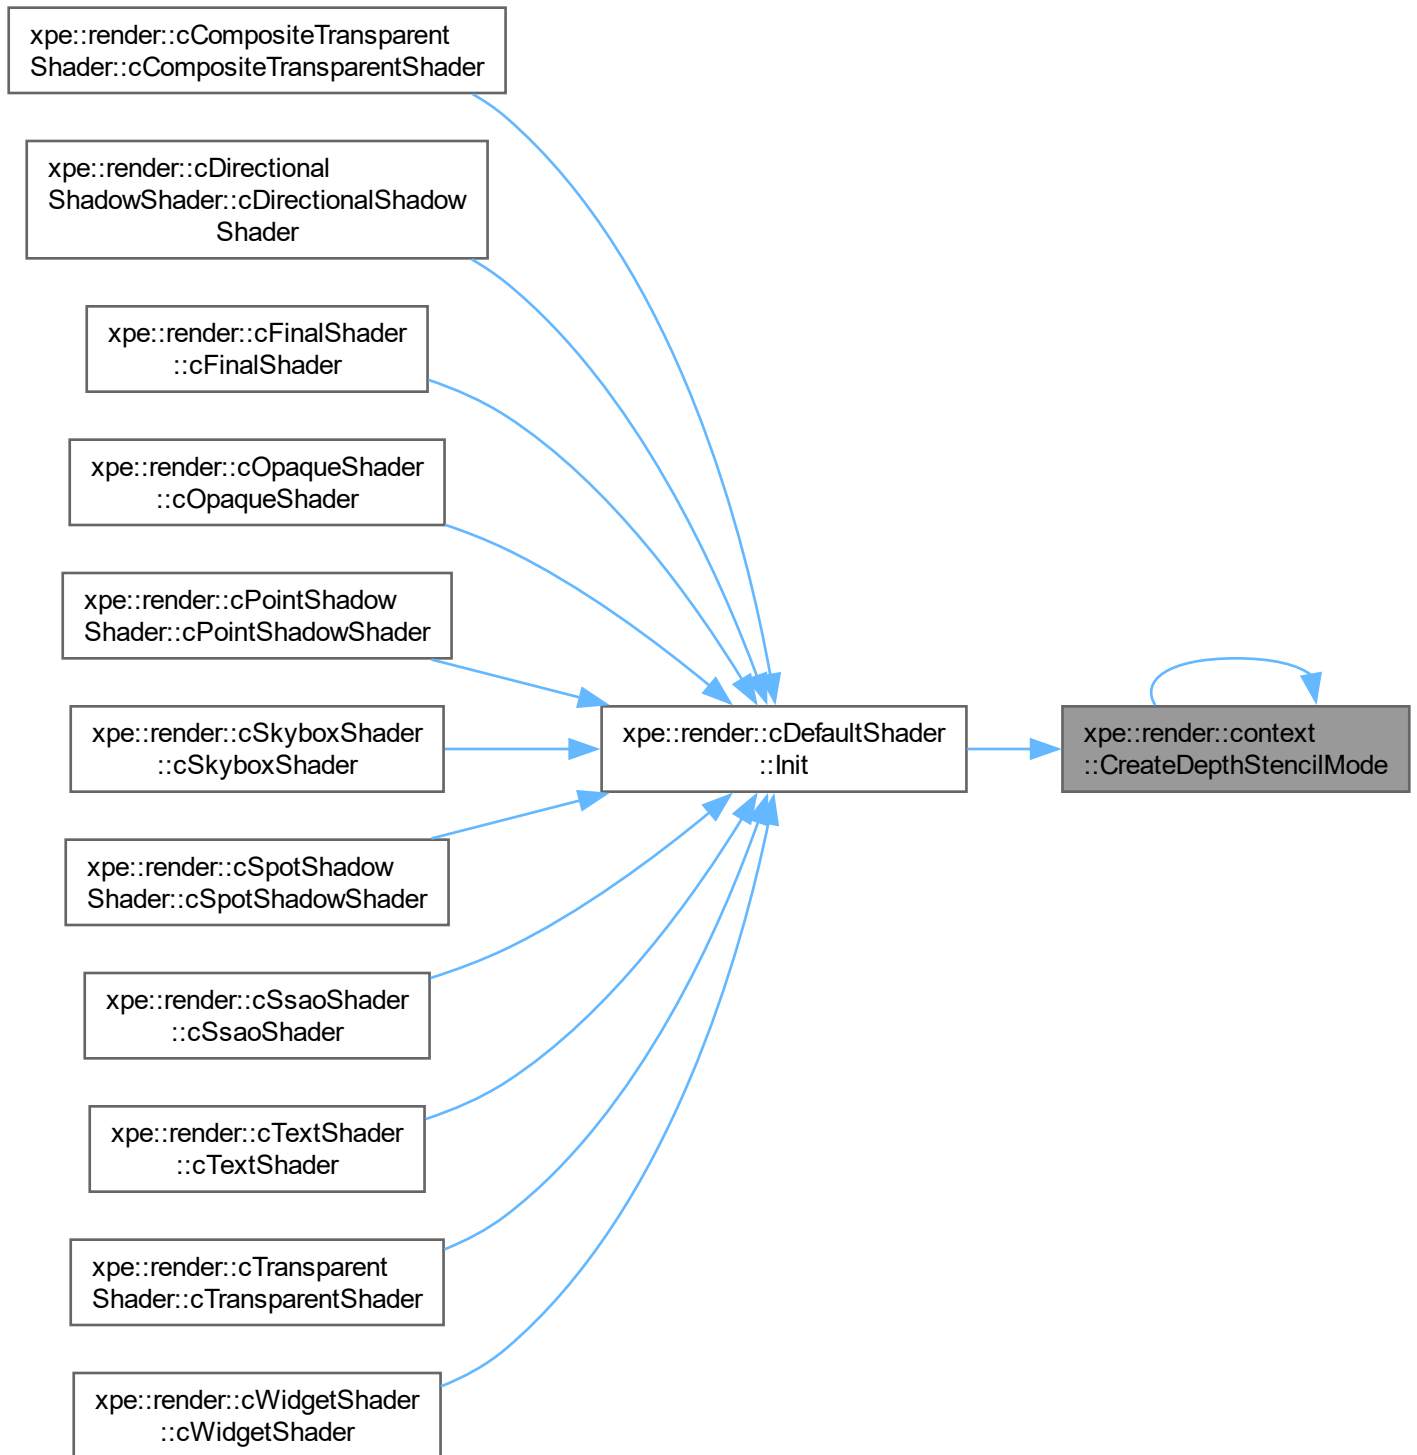 xpe::render::cCompositeTransparent
Shader::cCompositeTransparentShader
xpe::render::cDirectional
ShadowShader::cDirectionalShadow
Shader
xpe::render::cFinalShader
::cFinalShader
xpe::render::cOpaqueShader
::cOpaqueShader
xpe::render::cPointShadow
Shader::cPointShadowShader
xpe::render::cSkyboxShader
::cSkyboxShader
xpe::render::cSpotShadow
Shader::cSpotShadowShader
xpe::render::cSsaoShader
::cSsaoShader
xpe::render::cTextShader
::cTextShader
xpe::render::cTransparent
Shader::cTransparentShader
xpe::render::cWidgetShader
::cWidgetShader
xpe::render::cDefaultShader
::Init
xpe::render::context
::CreateDepthStencilMode